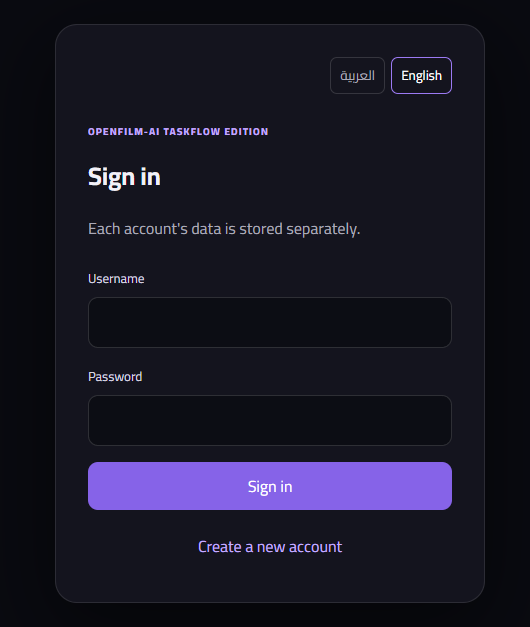 العربية
English
OPENFILM-AI TASKFLOW EDITION
Sign in
Each account's data is stored separately.
Username
Password
Sign in
Create a new account